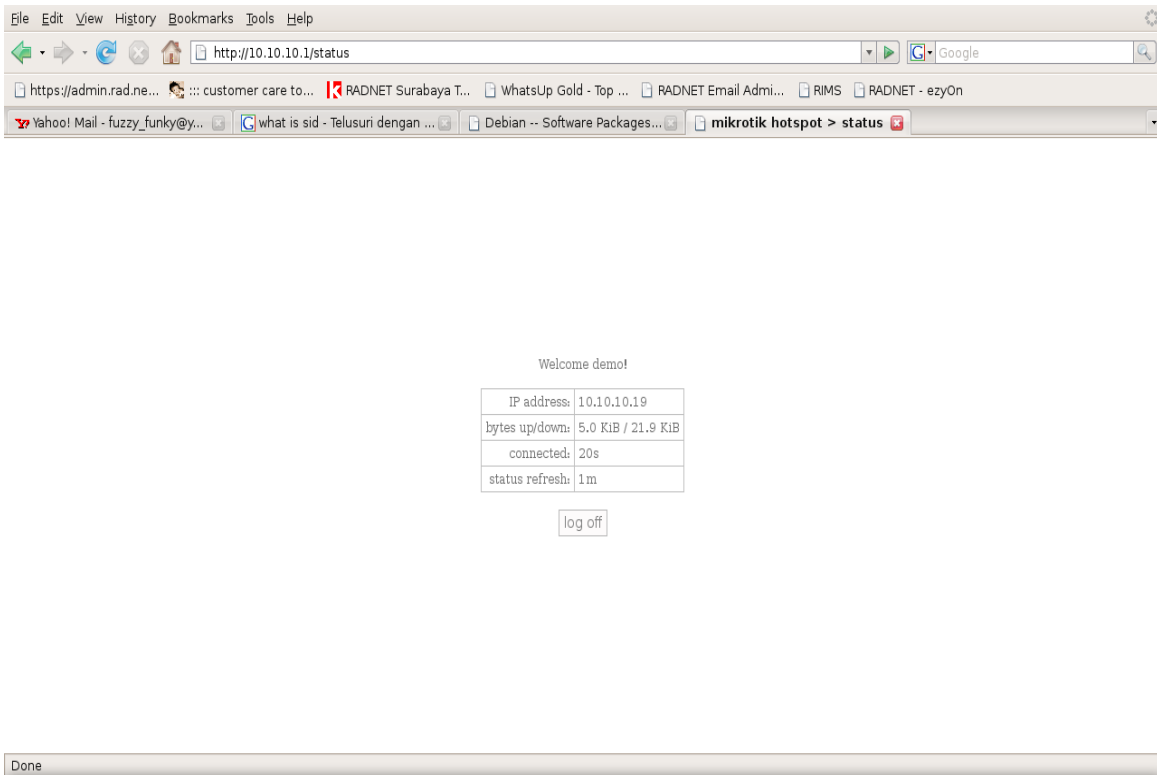 File Edit View History Bookmarks Tools Help
http://10.10.10.1/status G Google
https://admin.rad.ne... ::: customer care to... RADNET Surabaya T... WhatsUp Gold - Top ... RADNET Email Admi... RIMS RADNET - ezyOn
Yahoo! Mail - fuzzy_funky@y... G what is sid - Telusuri dengan ... Debian -- Software Packages... mikrotik hotspot > status
Welcome demo!
IP address: 10.10.10.19
bytes up/down: 5.0 KiB / 21.9 KiB
connected: 20s
status refresh: 1m
log off
Done